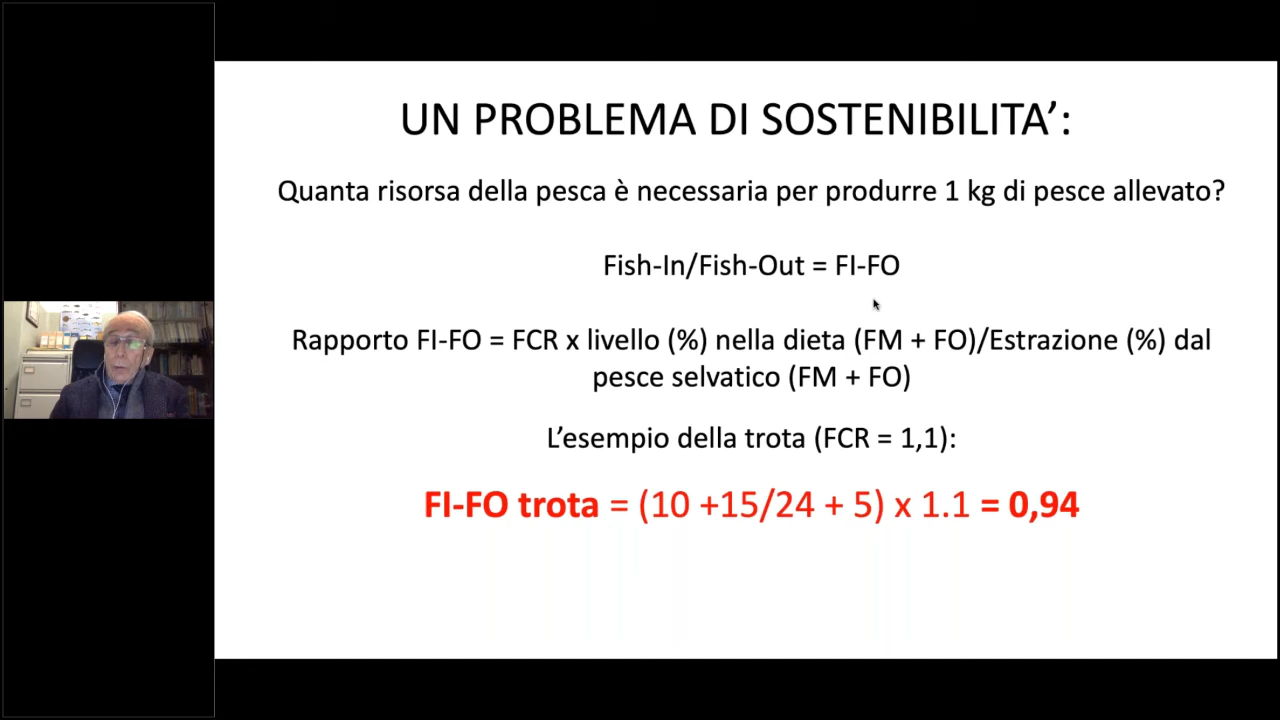 UN PROBLEMA DI SOSTENIBILITA’:
Quanta risorsa della pesca è necessaria per produrre 1 kg di pesce allevato?
Fish-In/Fish-Out = FI-FO
Rapporto FI-FO = FCR x livello (%) nella dieta (FM + FO)/Estrazione (%) dal
pesce selvatico (FM + FO)
L’esempio della trota (FCR = 1,1):
FI-FO trota = (10 +15/24 + 5) x 1.1 = 0,94